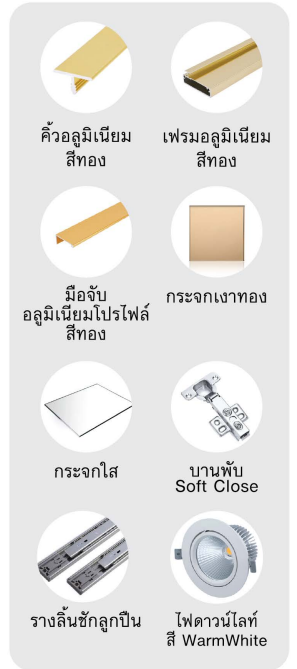 คิ้วอลูมิเนียม
สีทอง
เฟรมอลูมิเนียม
สีทอง
มือจับ
อลูมิเนียมโปรไฟล์
สีทอง
กระจกเงาทอง
กระจกใส
บานพับ
Soft Close
รางลิ้นชักลูกปืน
ไฟดาวน์ไลท์
สี WarmWhite